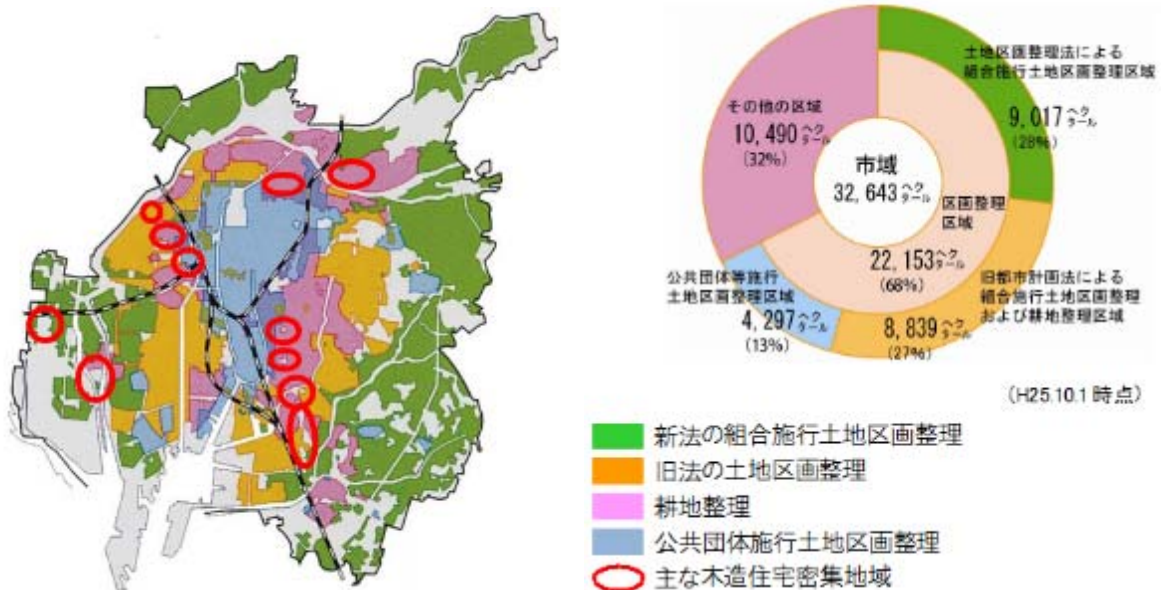 土地区画整理法による
組合施行土地区画整理区域
9,017ヘクタール
(28%)
その他の区域
10,490ヘクタール
(32%)
市域
32,643ヘクタール
区画整理
区域
22,153ヘクタール
(68%)
公共団体等施行
土地区画整理区域
4,297ヘクタール
(13%)
旧都市計画法による
組合施行土地区画整理
および耕地整理区域
8,839ヘクタール
(27%)
(H25.10.1時点)
新法の組合施行土地区画整理
旧法の土地区画整理
耕地整理
公共団体施行土地区画整理
主な木造住宅密集地域